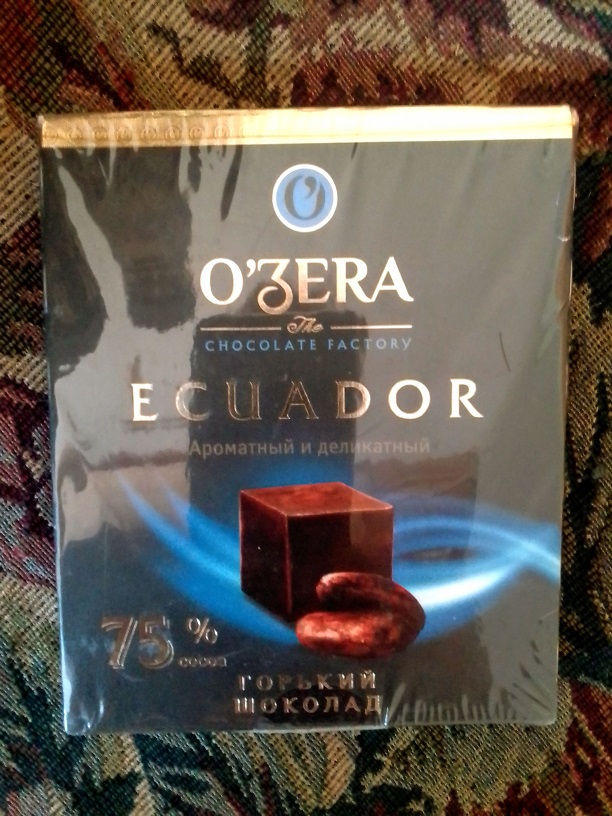 O'
O'ZERA
The
CHOCOLATE FACTORY
ECUADOR
Ароматный и деликатный
75 %
cocoa
ГОРЬКИЙ
ШОКОЛАД